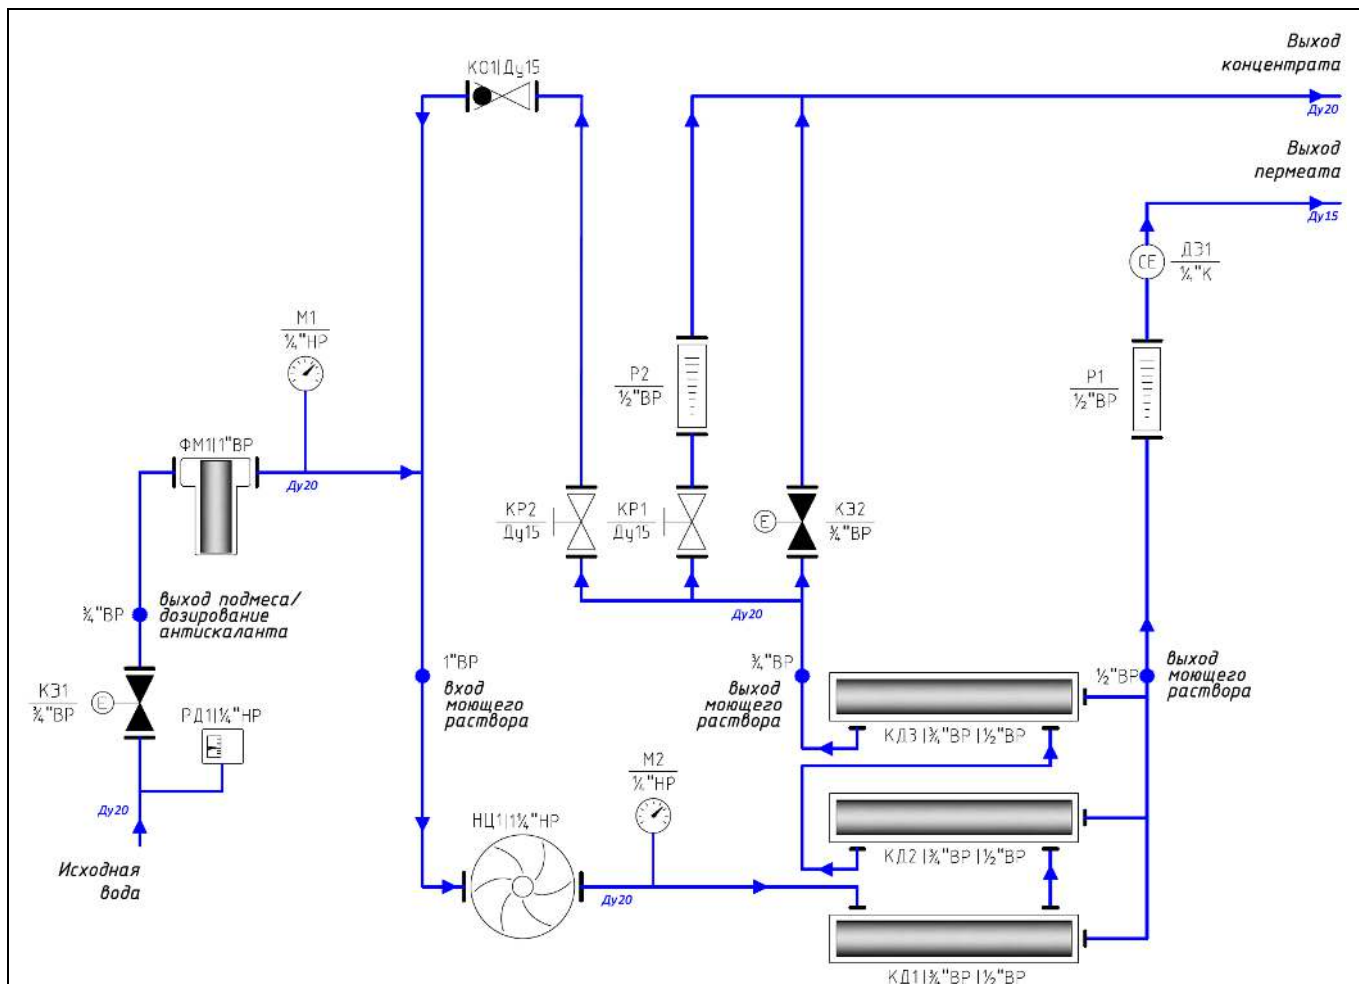 КО1|Ду15
Выход
концентрата
Ду20
Выход
пермеата
Ду15
CE
ДЭ1
¼"К
М1
¼"НР
Р2
½"ВР
Р1
½"ВР
ФМ1|1"ВР
Ду20
КР2
Ду15
КР1
Ду15
E
КЭ2
¾"ВР
¾"ВР
выход подмеса/
дозирование
антискаланта
Ду20
КЭ1
¾"ВР
E
РД1|¼"НР
1"ВР
вход
моющего
раствора
¾"ВР
выход
моющего
раствора
½"ВР
выход
моющего
раствора
КД3|¾"ВР|½"ВР
М2
¼"НР
Ду20
Исходная
вода
НЦ1|1¼"НР
Ду20
КД2|¾"ВР|½"ВР
КД1|¾"ВР|½"ВР